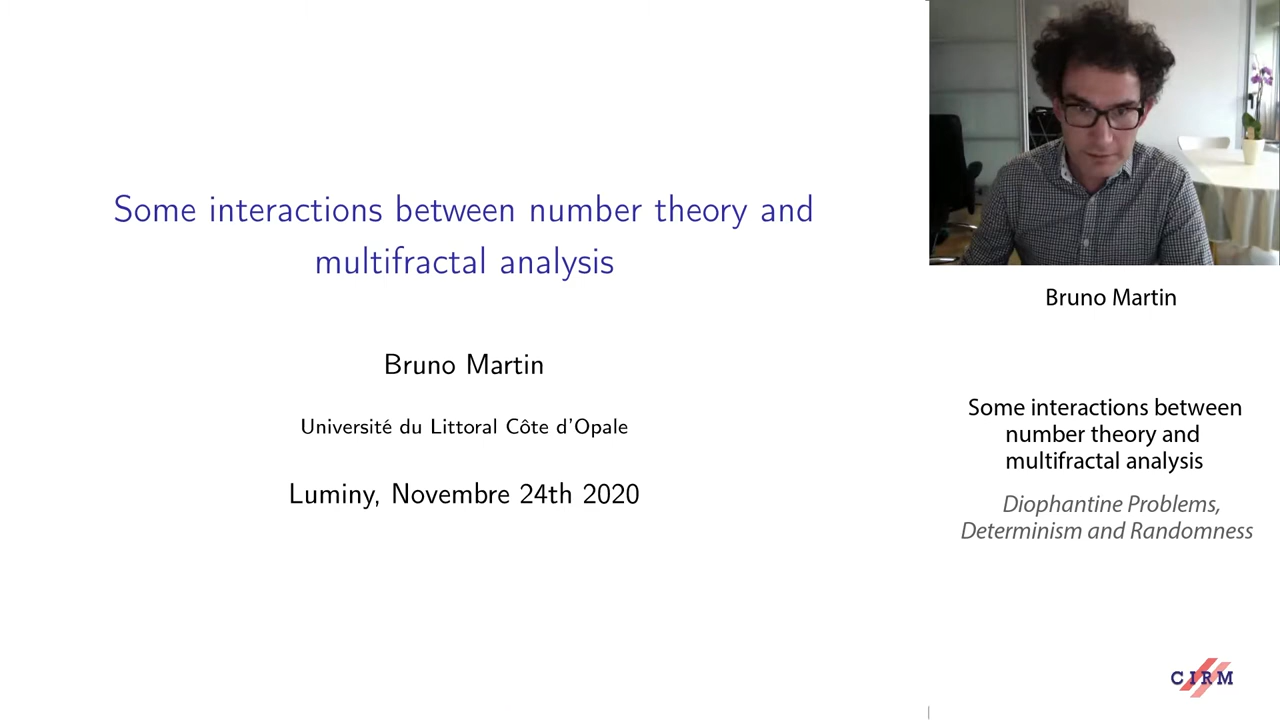 Some interactions between number theory and
multifractal analysis
Bruno Martin
Université du Littoral Côte d'Opale
Luminy, Novembre 24th 2020
Bruno Martin
Some interactions between
number theory and
multifractal analysis
Diophantine Problems,
Determinism and Randomness
CIRM